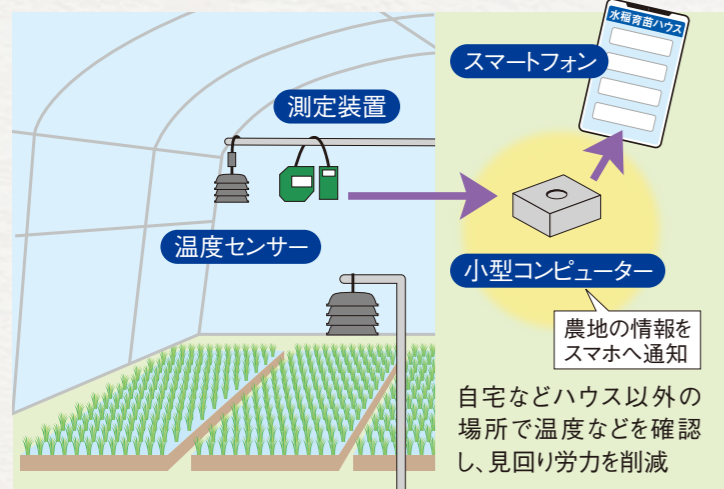 水稲育苗ハウス
スマートフォン
測定装置
温度センサー
小型コンピューター
農地の情報を
スマホへ通知
自宅などハウス以外の
場所で温度などを確認
し、見回り労力を削減